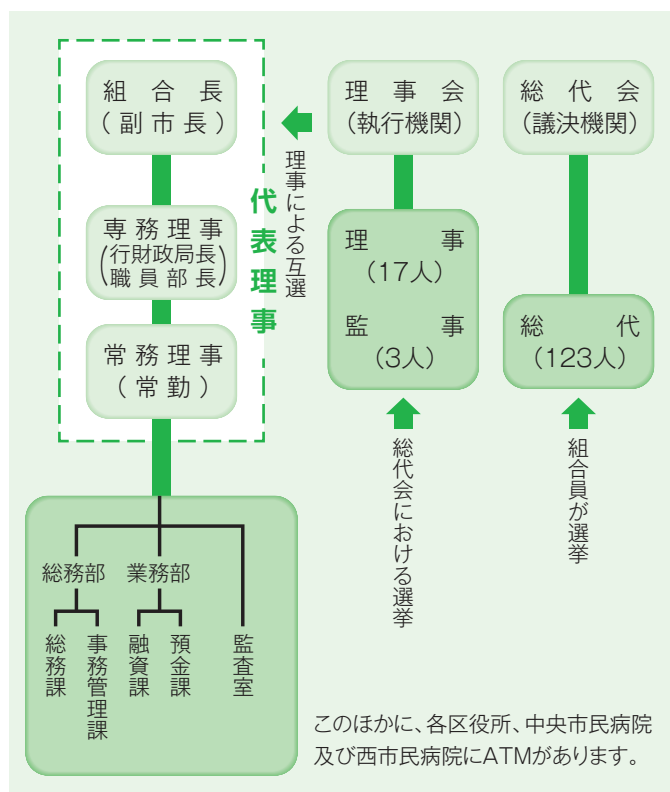 組合長
(副市長)
専務理事
(行財政局長
職員部長)
常務理事
(常勤)
代表理事
理事による互選
理事会
(執行機関)
理事
(17人)
監事
(3人)
総代会における選挙
総代会
(議決機関)
総代
(123人)
組合員が選挙
総務部
業務部
総務課
事務管理課
融資課
預金課
監査室
このほかに、各区役所、中央市民病院
及び西市民病院にATMがあります。